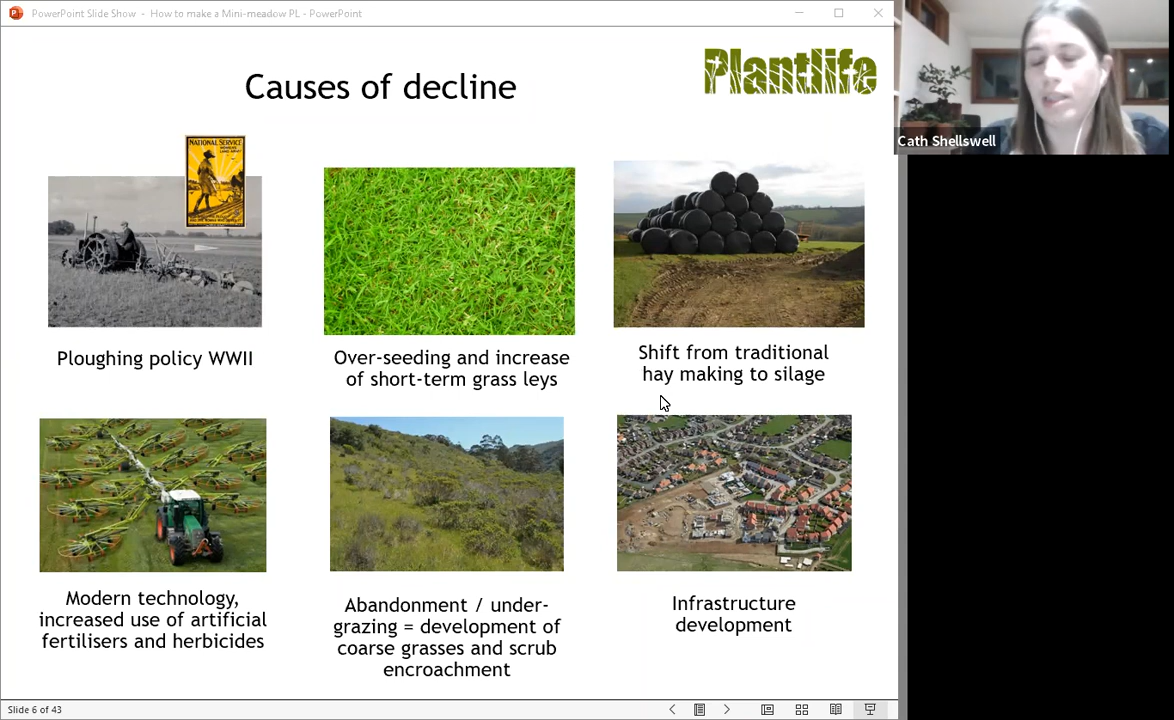 PowerPoint Slide Show - How to make a Mini-meadow PL - PowerPoint
Causes of decline
Plantlife
Cath Shellswell
NATIONAL SERVICE
Ploughing policy WWII
Over-seeding and increase
of short-term grass leys
Shift from traditional
hay making to silage
Modern technology,
increased use of artificial
fertilisers and herbicides
Abandonment / under-
grazing = development of
coarse grasses and scrub
encroachment
Infrastructure
development
Slide 6 of 43